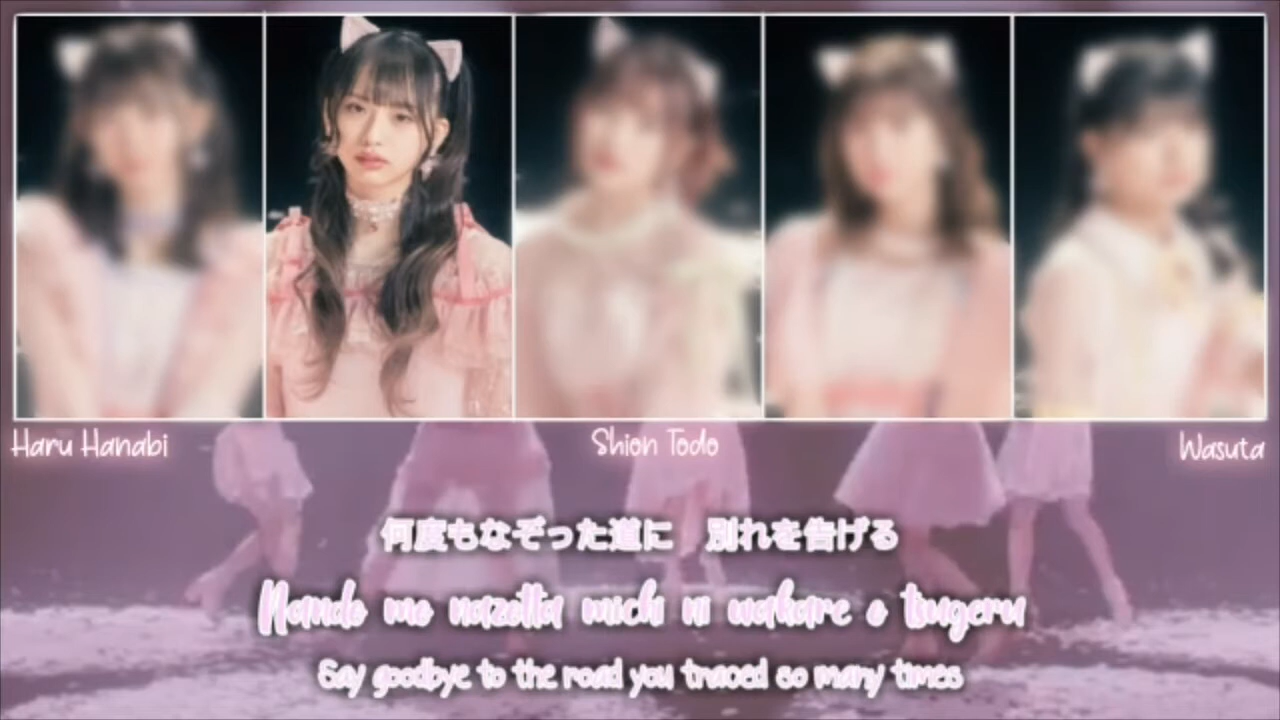 Haru Hanabi
Shion Todo
Wasuta
何度もなぞった道に　別れを告げる
Nando mo nazotta michi ni wakare o tsugeru
Say goodbye to the road you traced so many times